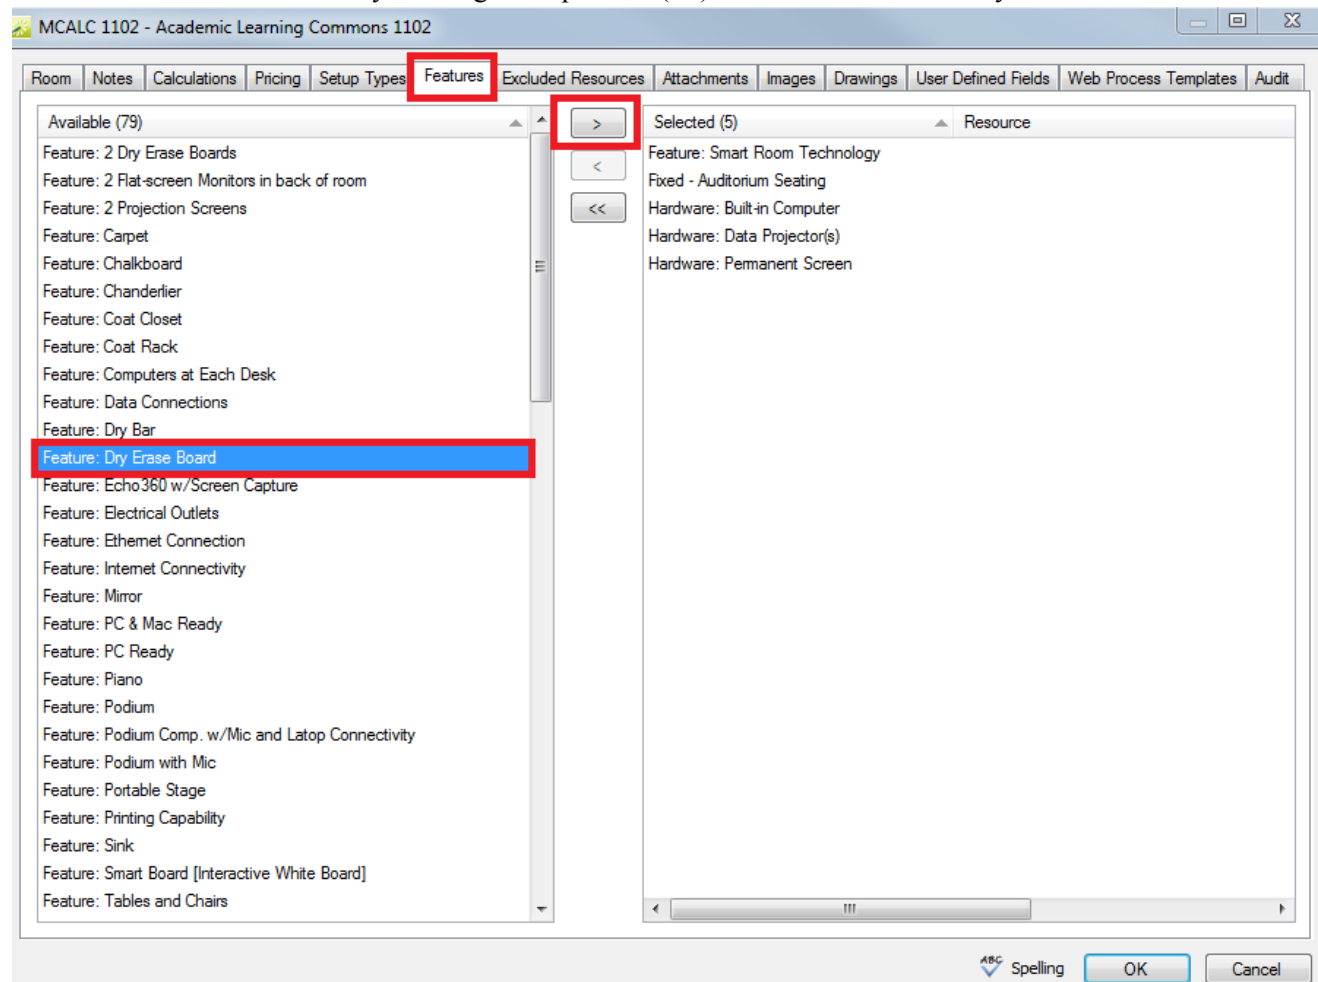 MCALC 1102 - Academic Learning Commons 1102
Room Notes Calculations Pricing Setup Types Features Excluded Resources Attachments Images Drawings User Defined Fields Web Process Templates Audit
Available (79)
Feature: 2 Dry Erase Boards
Feature: 2 Flat-screen Monitors in back of room
Feature: 2 Projection Screens
Feature: Carpet
Feature: Chalkboard
Feature: Chanderlier
Feature: Coat Closet
Feature: Coat Rack
Feature: Computers at Each Desk
Feature: Data Connections
Feature: Dry Bar
Feature: Dry Erase Board
Feature: Echo360 w/Screen Capture
Feature: Electrical Outlets
Feature: Ethernet Connection
Feature: Internet Connectivity
Feature: Mirror
Feature: PC & Mac Ready
Feature: PC Ready
Feature: Piano
Feature: Podium
Feature: Podium Comp. w/Mic and Latop Connectivity
Feature: Podium with Mic
Feature: Portable Stage
Feature: Printing Capability
Feature: Sink
Feature: Smart Board [Interactive White Board]
Feature: Tables and Chairs
>
<
<<
Selected (5) Resource
Feature: Smart Room Technology
Fixed - Auditorium Seating
Hardware: Built-in Computer
Hardware: Data Projector(s)
Hardware: Permanent Screen
ABC Spelling OK Cancel